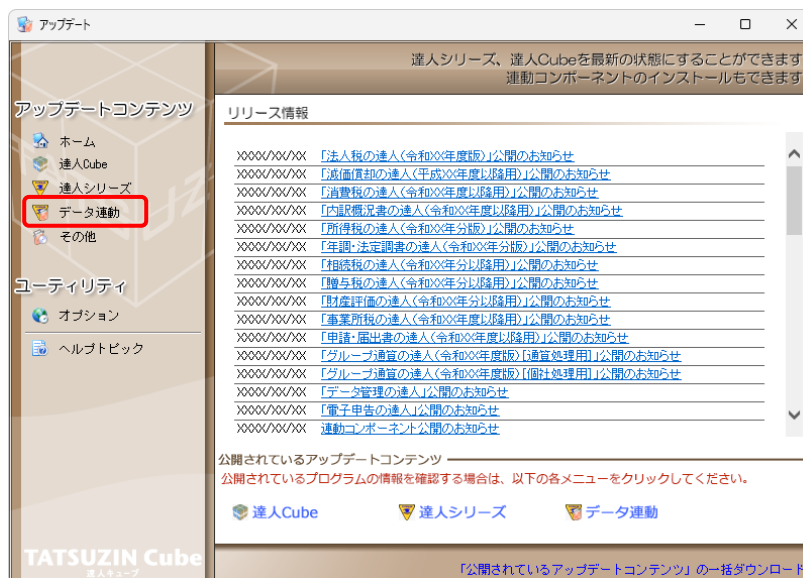 アップデート
達人シリーズ、達人Cubeを最新の状態にすることができます
連動コンポーネントのインストールもできます
アップデートコンテンツ
ホーム
達人Cube
達人シリーズ
データ連動
その他
ユーティリティ
オプション
ヘルプトピック
リリース情報
XXXX/XX/XX 「法人税の達人(令和XX年度版)」公開のお知らせ
XXXX/XX/XX 「減価償却の達人(平成XX年度以降用)」公開のお知らせ
XXXX/XX/XX 「消費税の達人(令和XX年度以降用)」公開のお知らせ
XXXX/XX/XX 「内訳概況書の達人(令和XX年度以降用)」公開のお知らせ
XXXX/XX/XX 「所得税の達人(令和XX年分版)」公開のお知らせ
XXXX/XX/XX 「年調・法定調書の達人(令和XX年分版)」公開のお知らせ
XXXX/XX/XX 「相続税の達人(令和XX年分以降用)」公開のお知らせ
XXXX/XX/XX 「贈与税の達人(令和XX年分以降用)」公開のお知らせ
XXXX/XX/XX 「財産評価の達人(令和XX年分以降用)」公開のお知らせ
XXXX/XX/XX 「事業所税の達人(令和XX年度以降用)」公開のお知らせ
XXXX/XX/XX 「申請・届出書の達人(令和XX年度以降用)」公開のお知らせ
XXXX/XX/XX 「グループ通算の達人(令和XX年度版)[通算処理用]」公開のお知らせ
XXXX/XX/XX 「グループ通算の達人(令和XX年度版)[個社処理用]」公開のお知らせ
XXXX/XX/XX 「データ管理の達人」公開のお知らせ
XXXX/XX/XX 「電子申告の達人」公開のお知らせ
XXXX/XX/XX 連動コンポーネント公開のお知らせ
公開されているアップデートコンテンツ
公開されているプログラムの情報を確認する場合は、以下の各メニューをクリックしてください。
達人Cube 達人シリーズ データ連動
TATSUZIN Cube
達人キューブ
「公開されているアップデートコンテンツ」の一括ダウンロード